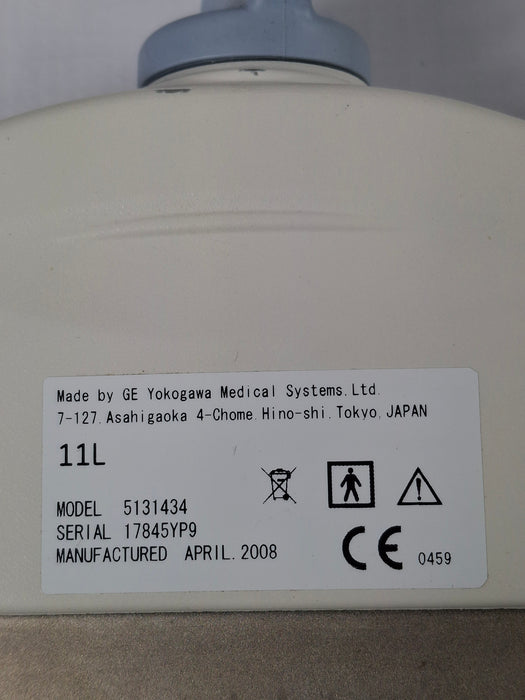 Made by GE Yokogawa Medical Systems.Ltd.
7-127.Asahigaoka 4-Chome.Hino-shi.Tokyo.JAPAN
11L
MODEL 5131434
SERIAL 17845YP9
MANUFACTURED APRIL.2008
CE 0459